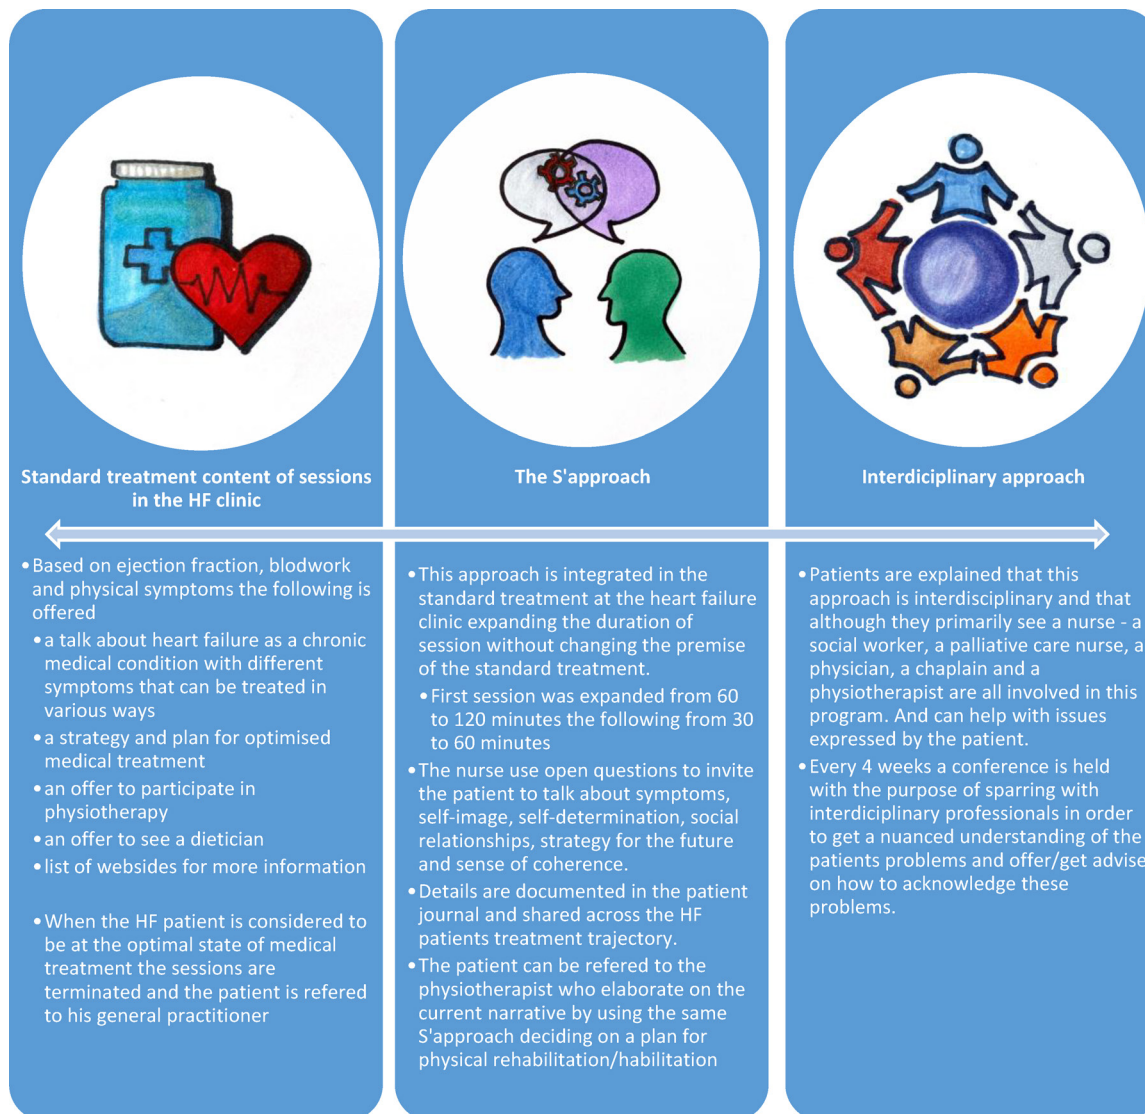 Standard treatment content of sessions
in the HF clinic
•Based on ejection fraction, blodwork
and physical symptoms the following is
offered
•a talk about heart failure as a chronic
medical condition with different
symptoms that can be treated in
various ways
•a strategy and plan for optimised
medical treatment
•an offer to participate in
physiotherapy
•an offer to see a dietician
•list of websides for more information
•When the HF patient is considered to
be at the optimal state of medical
treatment the sessions are
terminated and the patient is refered
to his general practitioner
The S'approach
•This approach is integrated in the
standard treatment at the heart failure
clinic expanding the duration of
session without changing the premise
of the standard treatment.
•First session was expanded from 60
to 120 minutes the following from 30
to 60 minutes
•The nurse use open questions to invite
the patient to talk about symptoms,
self-image, self-determination, social
relationships, strategy for the future
and sense of coherence.
•Details are documented in the patient
journal and shared across the HF
patients treatment trajectory.
•The patient can be refered to the
physiotherapist who elaborate on the
current narrative by using the same
S'approach deciding on a plan for
physical rehabilitation/habilitation
Interdiciplinary approach
•Patients are explained that this
approach is interdisciplinary and that
although they primarily see a nurse - a
social worker, a palliative care nurse, a
physician, a chaplain and a
physiotherapist are all involved in this
program. And can help with issues
expressed by the patient.
•Every 4 weeks a conference is held
with the purpose of sparring with
interdiciplinary professionals in order
to get a nuanced understanding of the
patients problems and offer/get advise
on how to acknowledge these
problems.